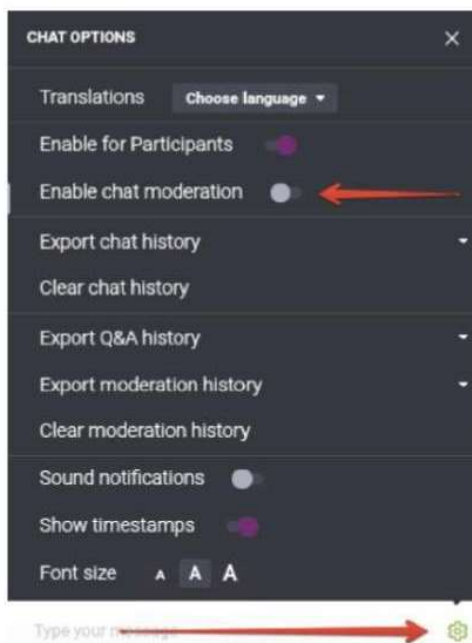 CHAT OPTIONS
Translations Choose language
Enable for Participants
Enable chat moderation
Export chat history
Clear chat history
Export Q&A history
Export moderation history
Clear moderation history
Sound notifications
Show timestamps
Font size A A A
Type your message